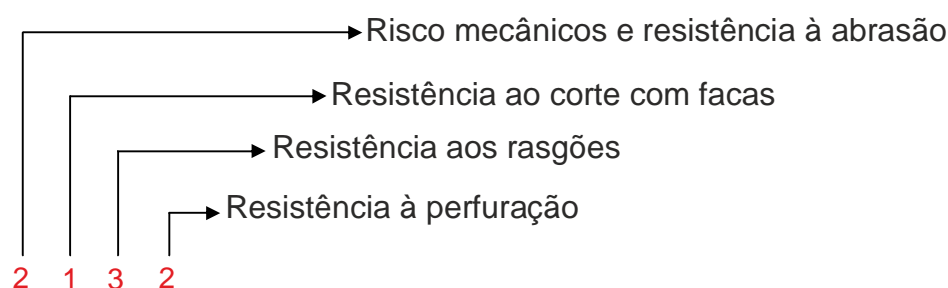 Risco mecânicos e resistência à abrasão
Resistência ao corte com facas
Resistência aos rasgões
Resistência à perfuração
2 1 3 2